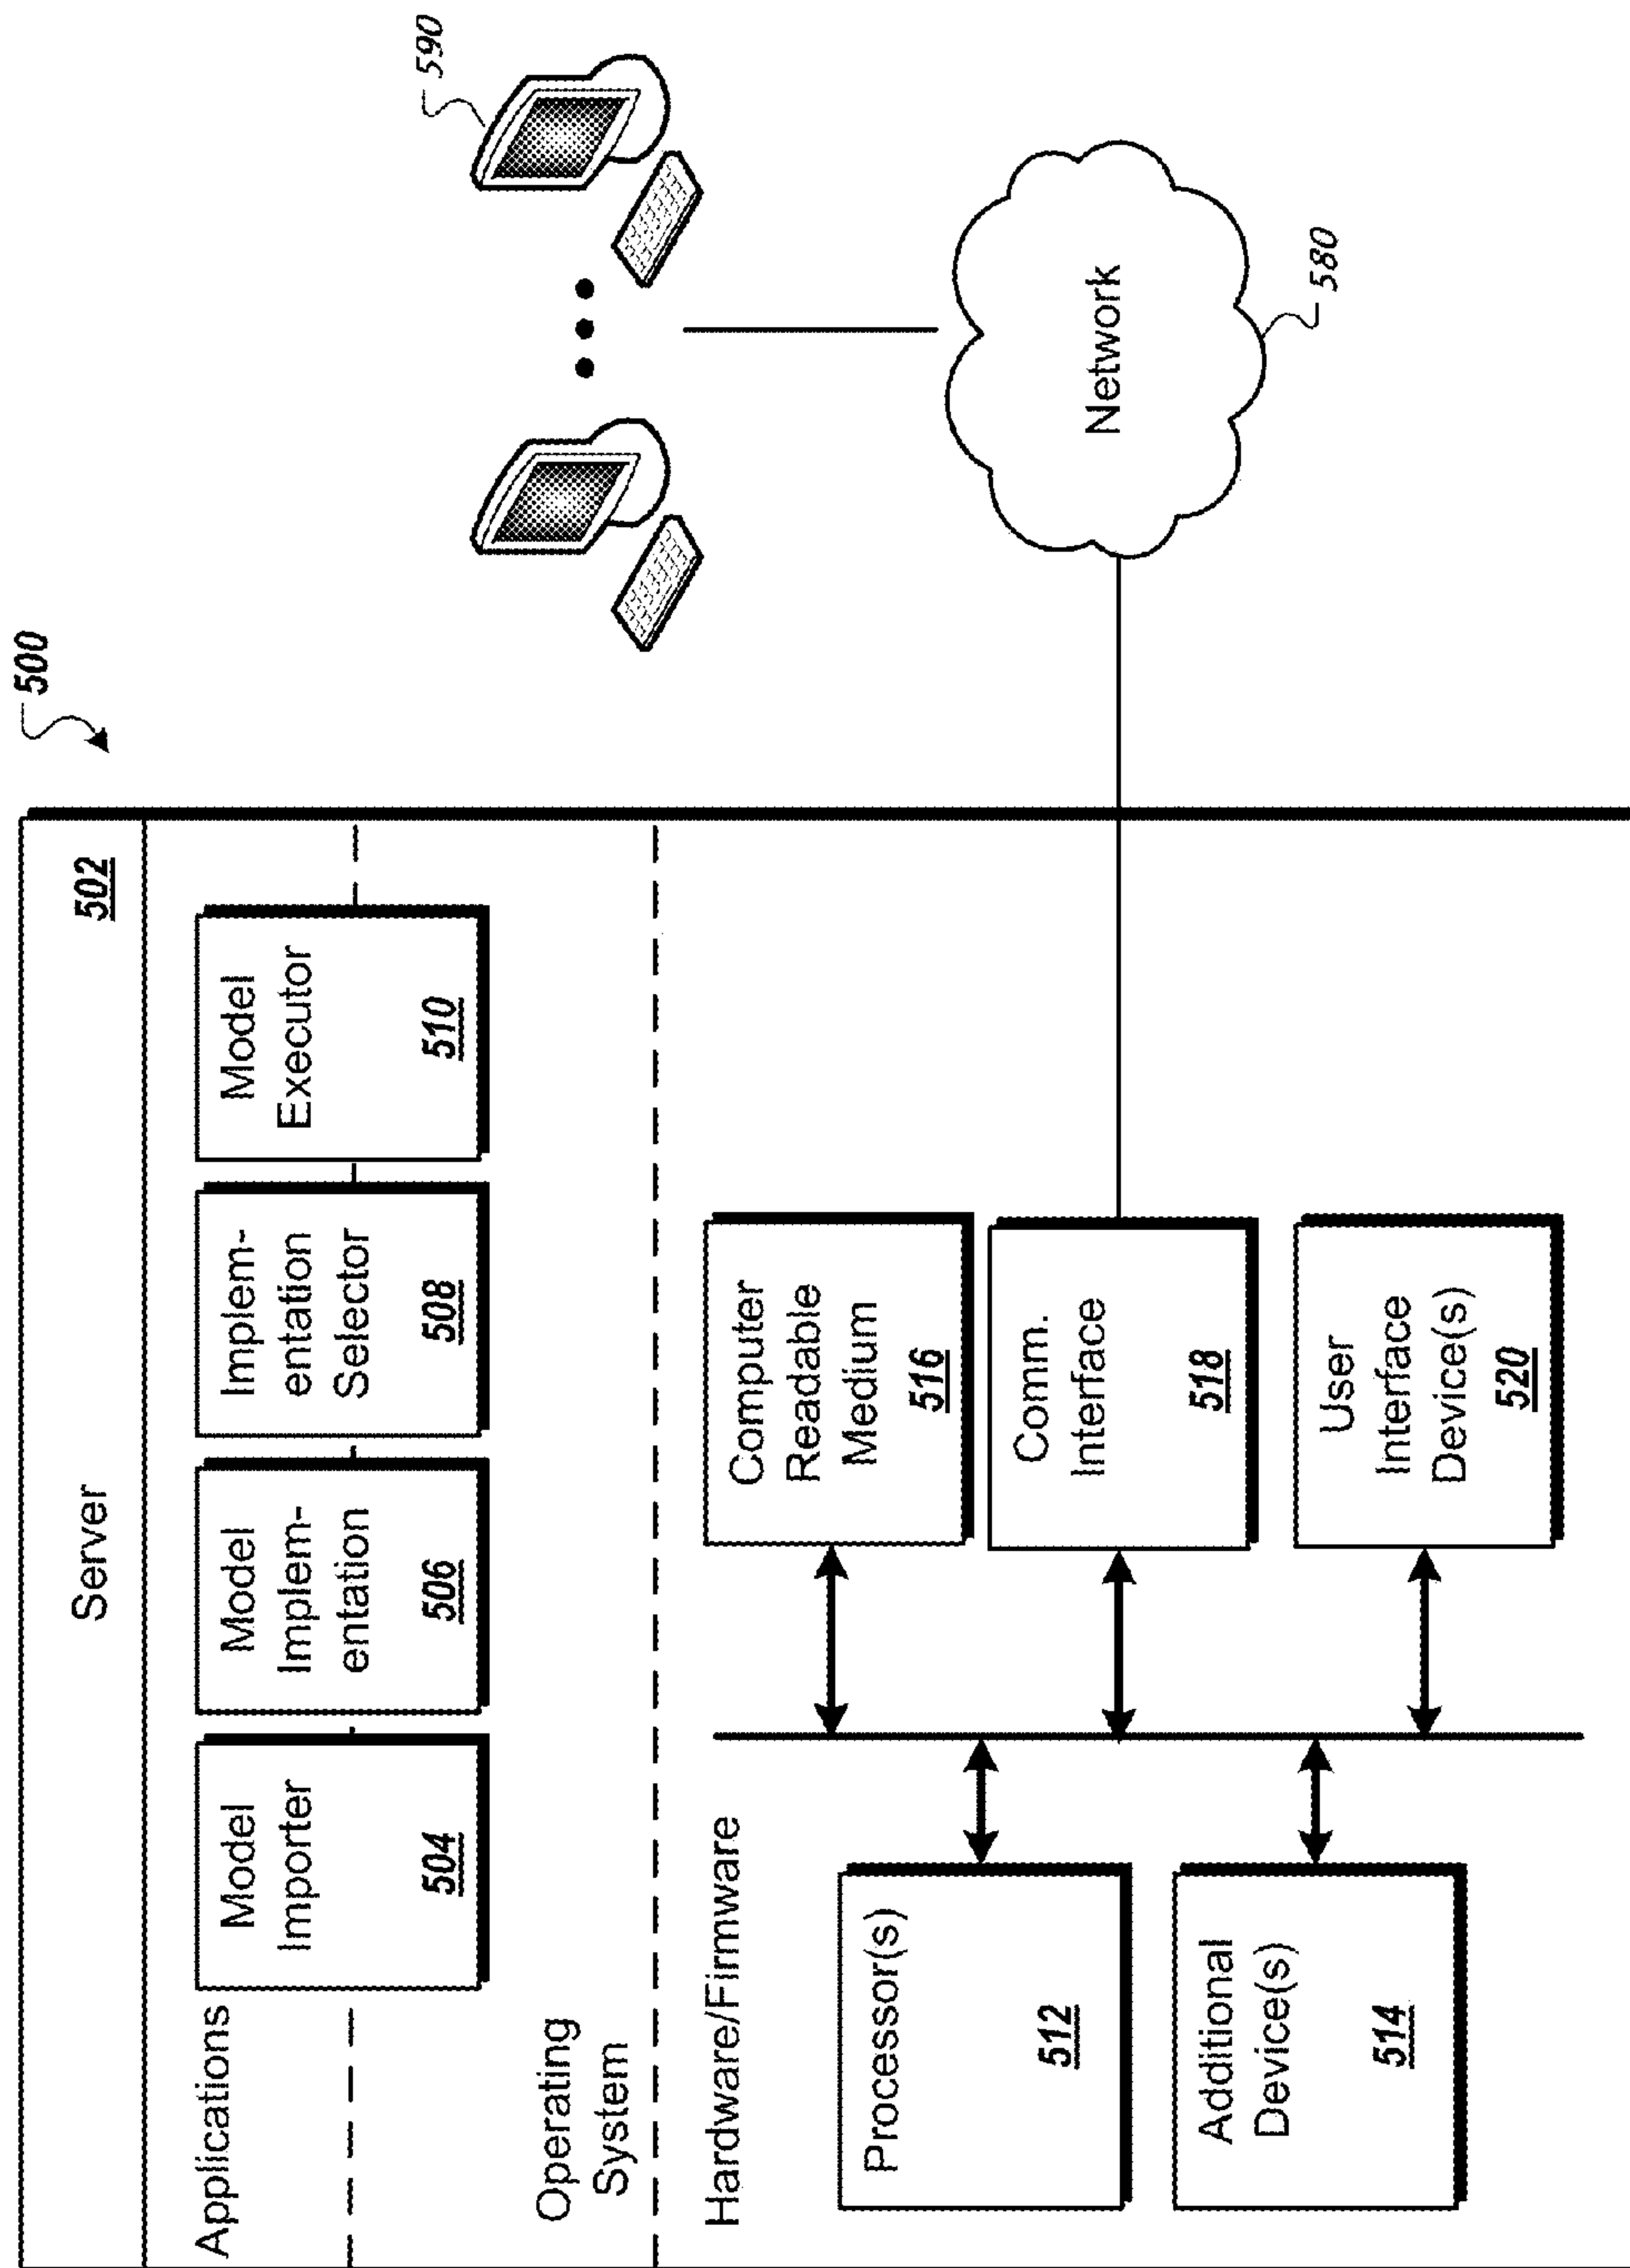 500
Server
502
Applications
Model
Importer
504
Model
Implem-
entation
506
Implem-
entation
Selector
508
Model
Executor
510
Operating
System
Hardware/Firmware
Processor(s)
512
Additional
Device(s)
514
Computer
Readable
Medium
516
Comm.
Interface
518
User
Interface
Device(s)
520
590
Network
580